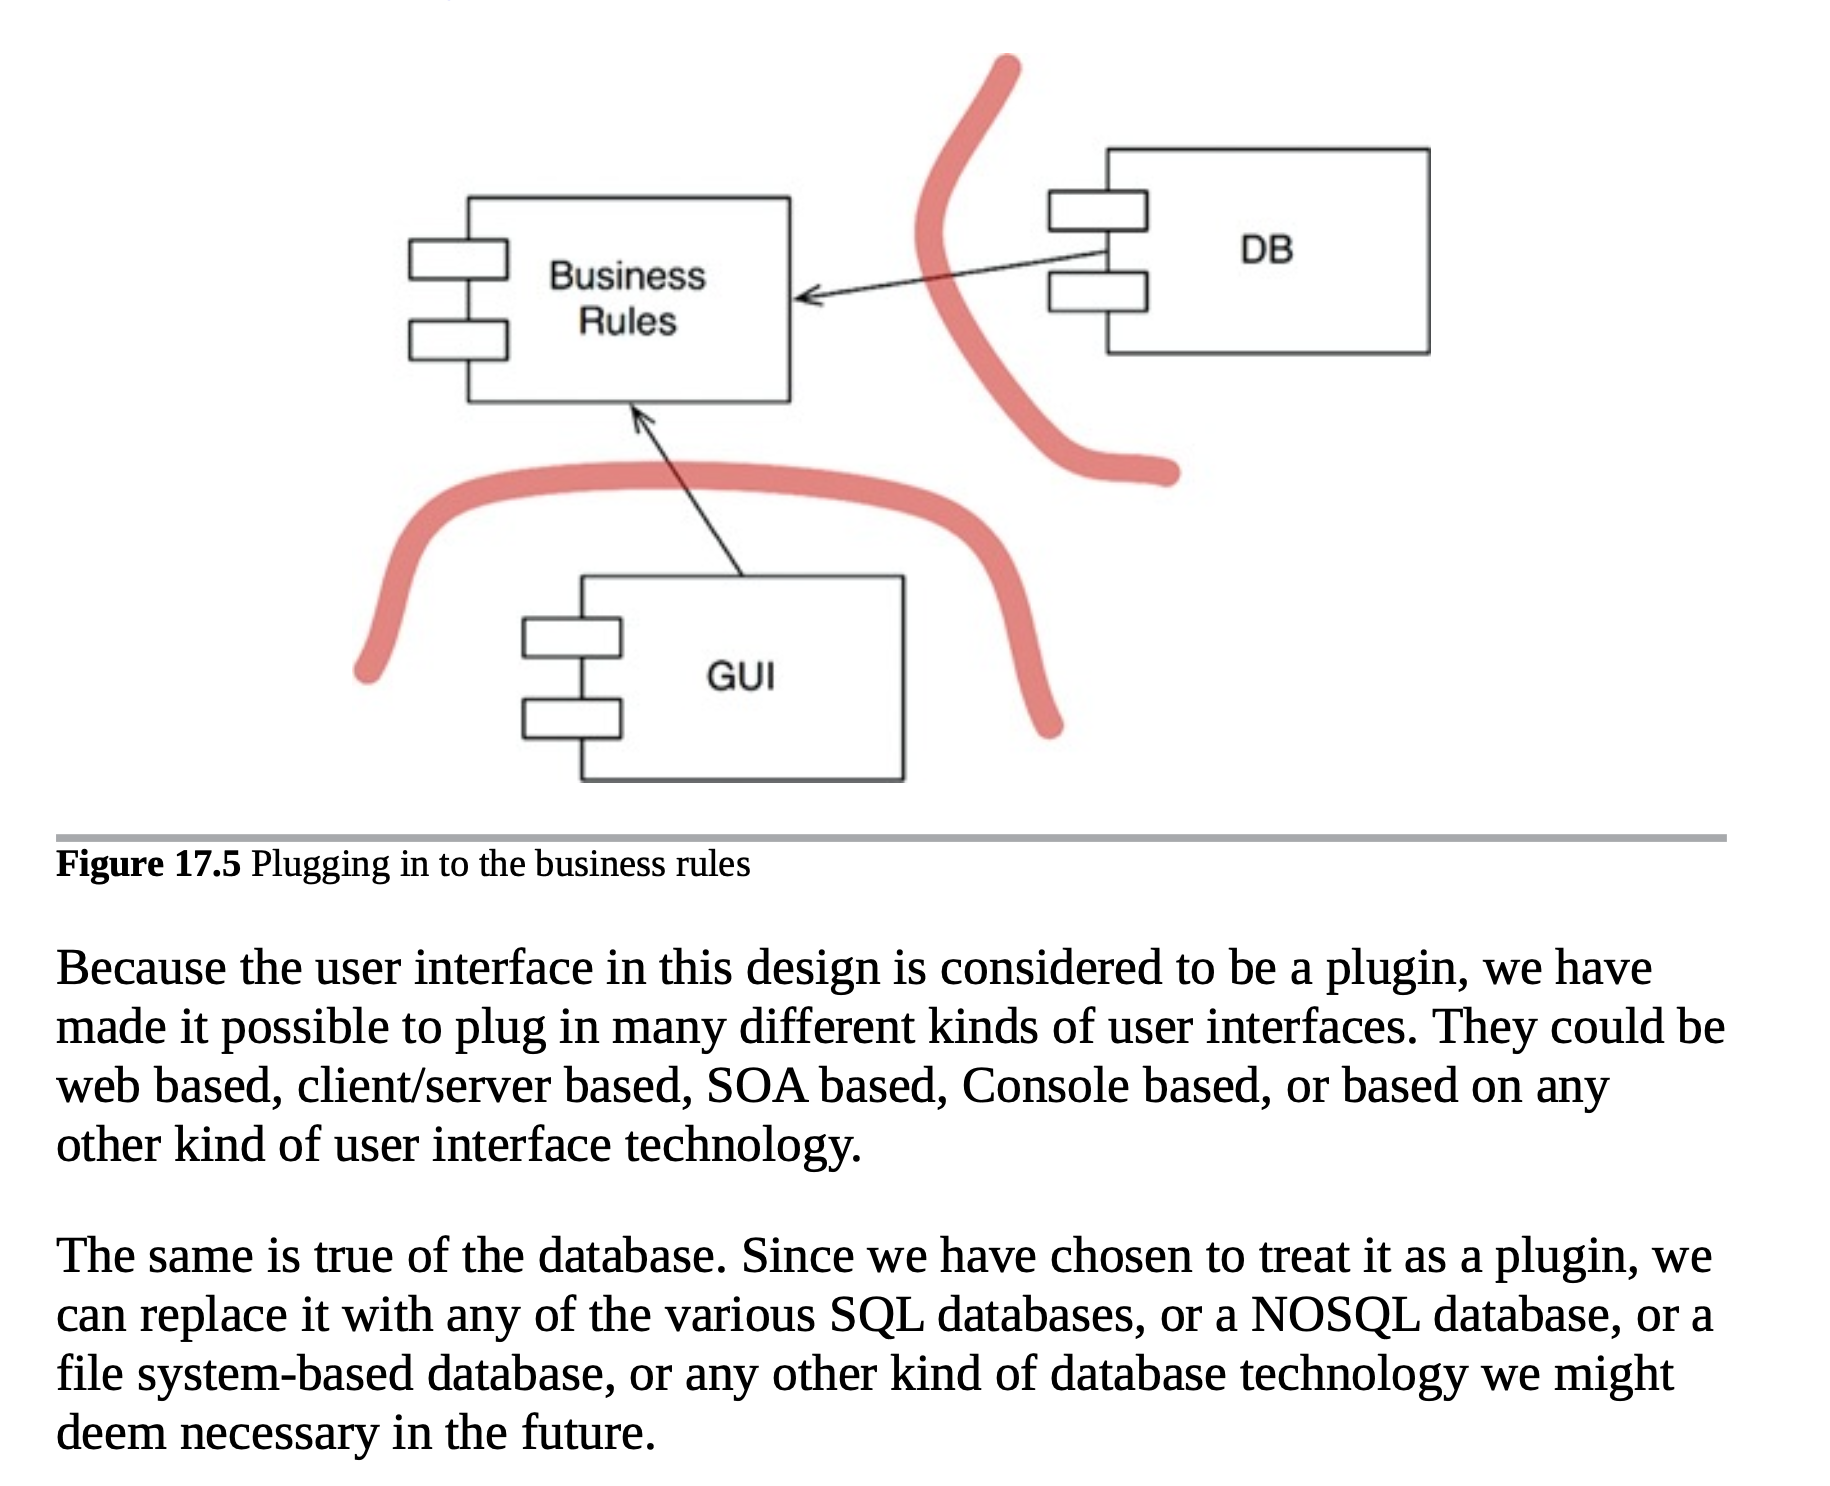 Business
Rules
DB
GUI
Figure 17.5 Plugging in to the business rules
Because the user interface in this design is considered to be a plugin, we have
made it possible to plug in many different kinds of user interfaces. They could be
web based, client/server based, SOA based, Console based, or based on any
other kind of user interface technology.
The same is true of the database. Since we have chosen to treat it as a plugin, we
can replace it with any of the various SQL databases, or a NOSQL database, or a
file system-based database, or any other kind of database technology we might
deem necessary in the future.